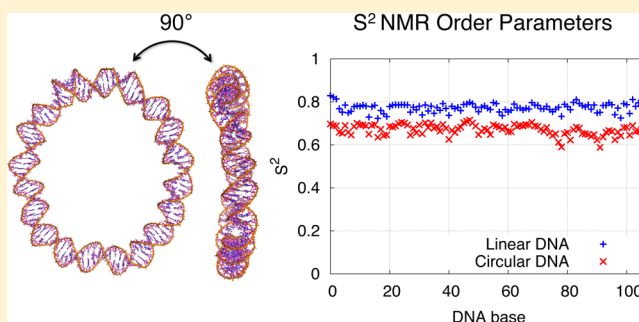 90°
S² NMR Order Parameters
1
0.8
0.6
0.4
0.2
0
S²
Linear DNA
Circular DNA
0 20 40 60 80 100
DNA base